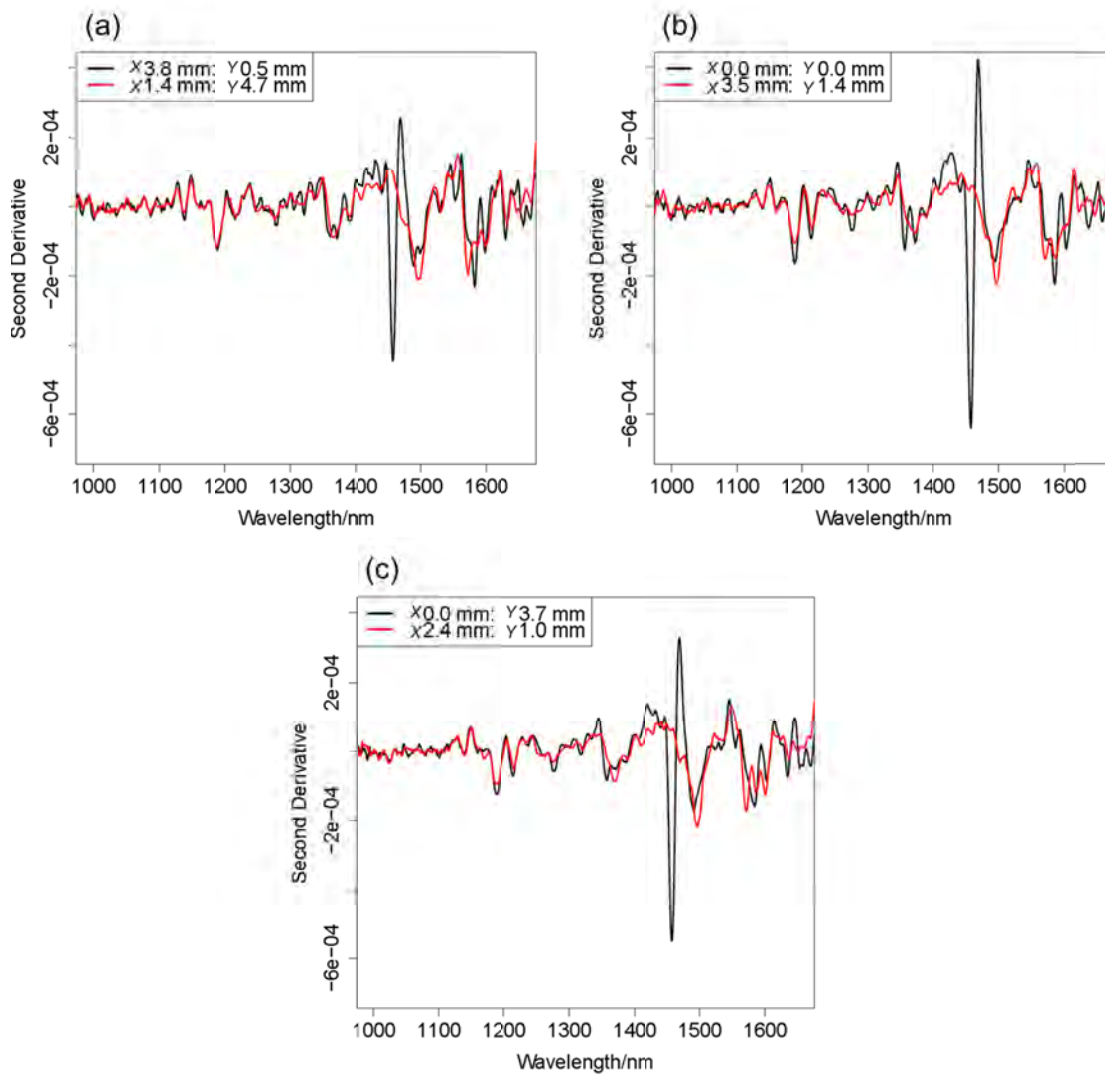 (a)
X3.8 mm: Y0.5 mm
X1.4 mm: Y4.7 mm
Second Derivative
2e−04
−2e−04
−6e−04
1000 1100 1200 1300 1400 1500 1600
Wavelength/nm
(b)
X0.0 mm: Y0.0 mm
X3.5 mm: Y1.4 mm
Second Derivative
2e−04
−2e−04
−6e−04
1000 1100 1200 1300 1400 1500 1600
Wavelength/nm
(c)
X0.0 mm: Y3.7 mm
X2.4 mm: Y1.0 mm
Second Derivative
2e−04
−2e−04
−6e−04
1000 1100 1200 1300 1400 1500 1600
Wavelength/nm